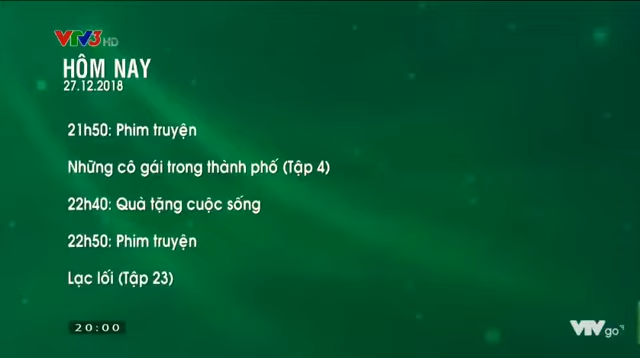 VTV3 HD
HÔM NAY
27.12.2018
21h50: Phim truyện
Những cô gái trong thành phố (Tập 4)
22h40: Quà tặng cuộc sống
22h50: Phim truyện
Lạc lối (Tập 23)
20:00
VTV go